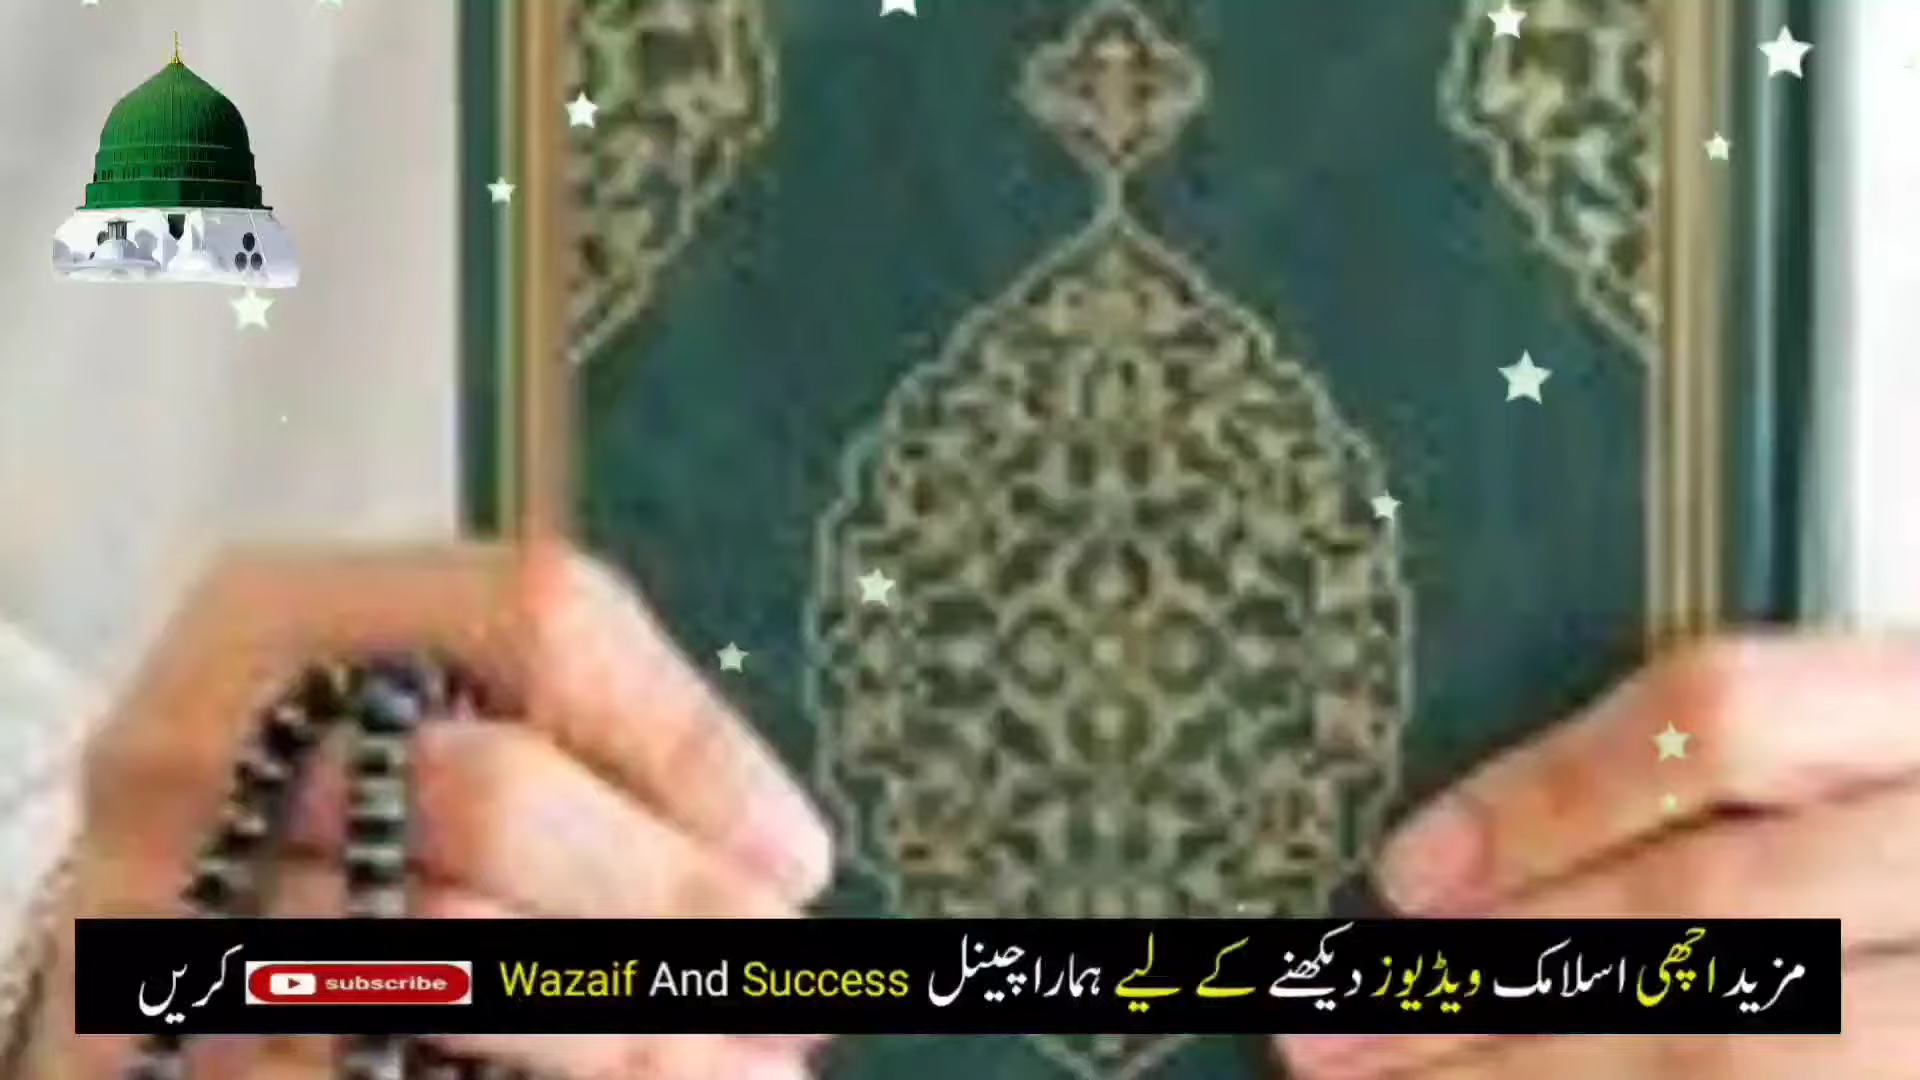 مزید اچھی اسلامک ویڈیوز دیکھنے کے لیے ہمارا چینل Wazaif And Success subscribe کریں